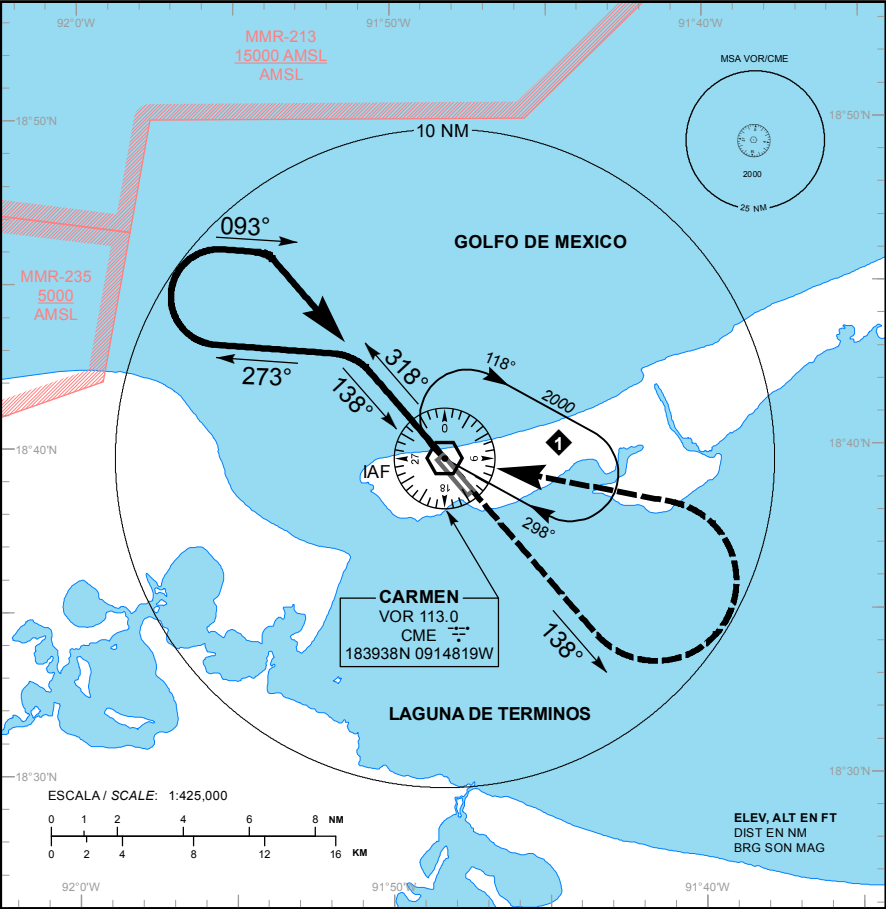 92°0'W
91°50'W
91°40'W
MMR-213
15000 AMSL
AMSL
MSA VOR/CME
18°50'N
18°50'N
10 NM
2000
25 NM
093°
GOLFO DE MEXICO
MMR-235
5000
AMSL
273°
318°
138°
118°
2000
18°40'N
18°40'N
1
IAF
0
9
18
27
298°
CARMEN
VOR 113.0
CME
183938N 0914819W
138°
LAGUNA DE TERMINOS
18°30'N
18°30'N
ESCALA / SCALE: 1:425,000
0 1 2 4 6 8 NM
0 2 4 8 12 16 KM
ELEV, ALT EN FT
DIST EN NM
BRG SON MAG
92°0'W
91°50'W
91°40'W